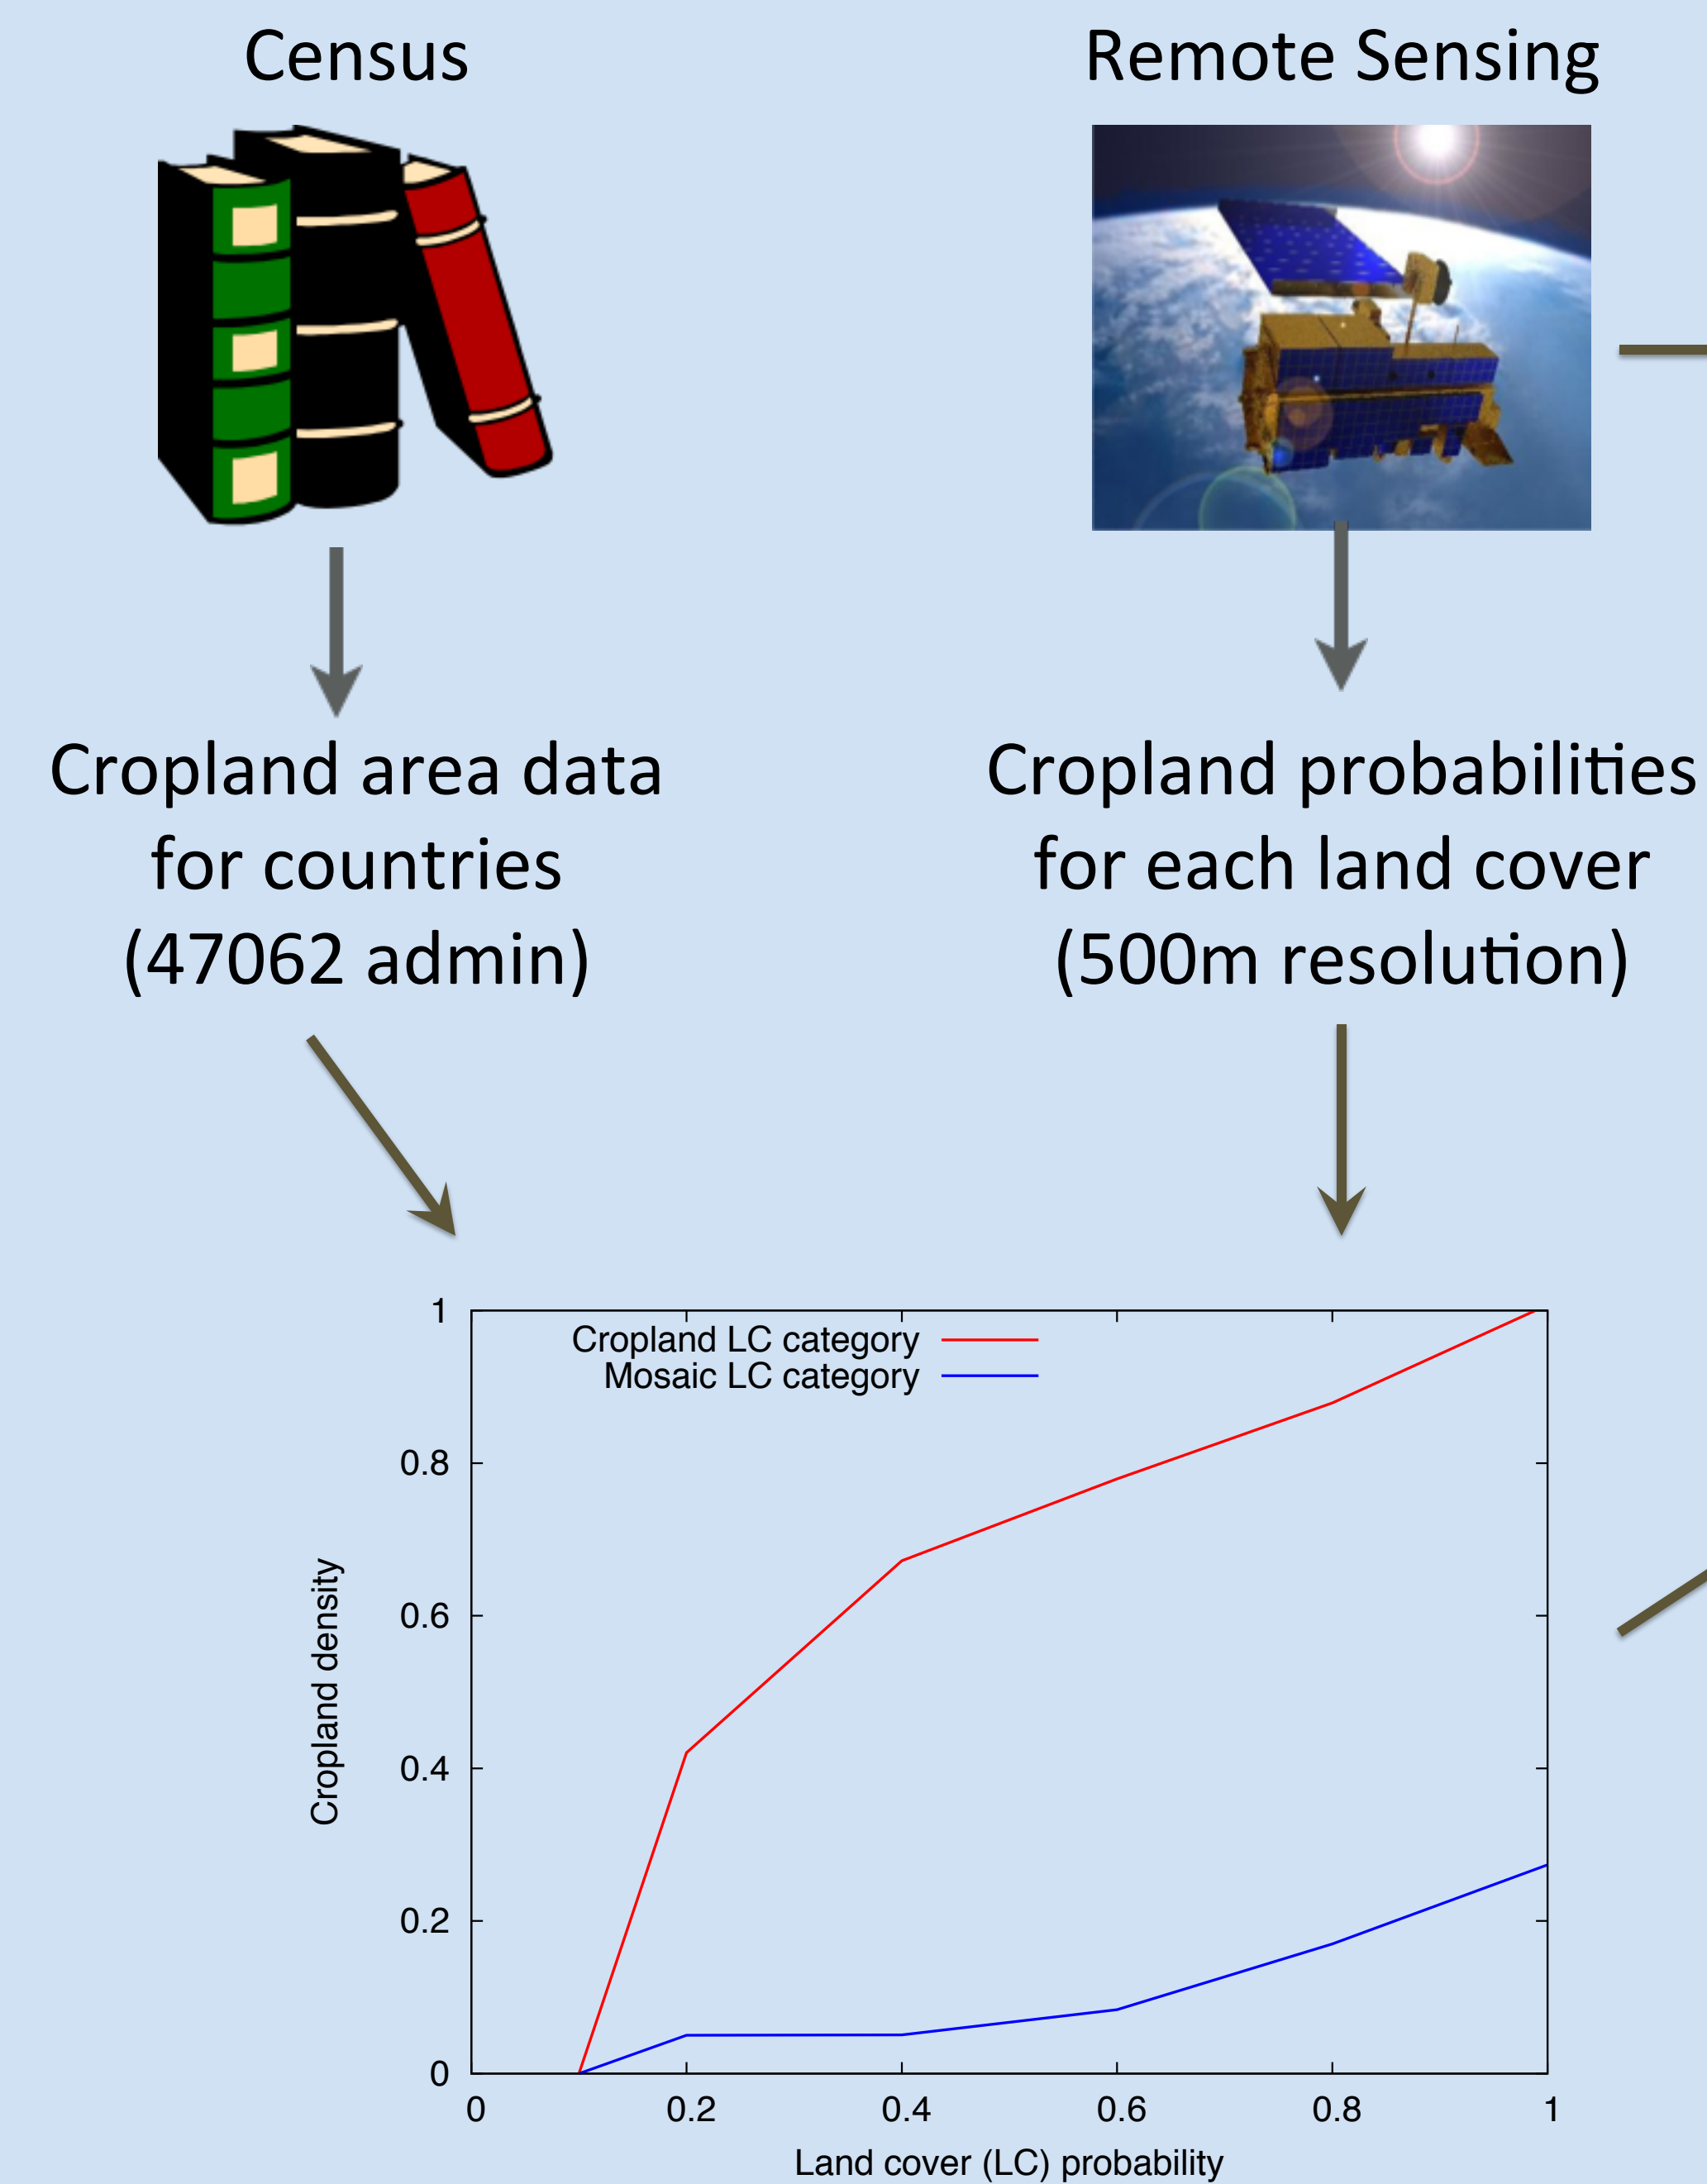 Census
Remote Sensing
Cropland area data
for countries
(47062 admin)
Cropland probabilities
for each land cover
(500m resolution)
Cropland LC category
Mosaic LC category
1
0.8
0.6
0.4
0.2
0
Cropland density
0 0.2 0.4 0.6 0.8 1
Land cover (LC) probability